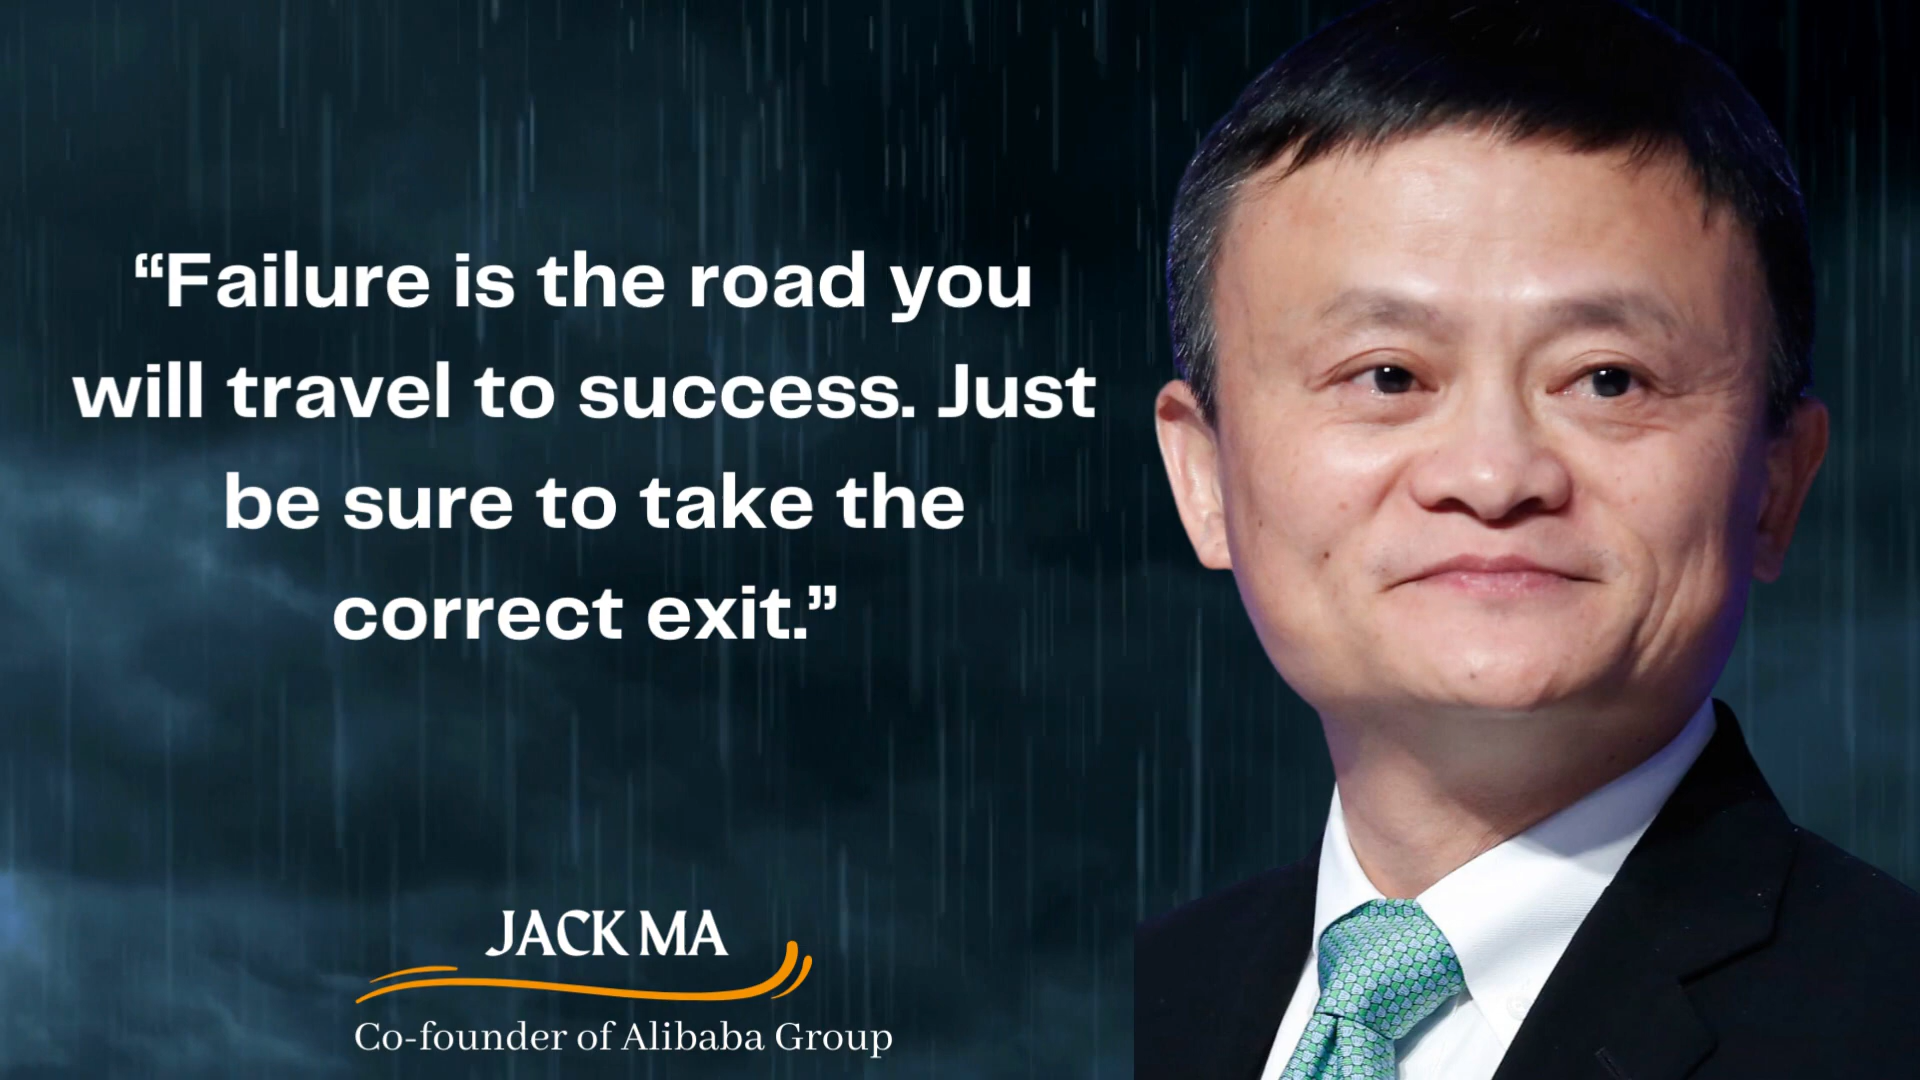 “Failure is the road you
will travel to success. Just
be sure to take the
correct exit.”
JACK MA
Co-founder of Alibaba Group